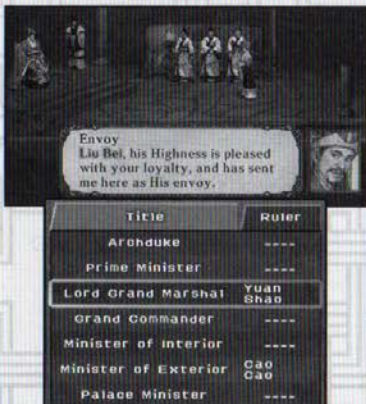 Envoy
Liu Bei, his Highness is pleased
with your loyalty, and has sent
me here as His envoy.
Title Ruler
Archduke ----
Prime Minister ----
Lord Grand Marshal Yuan
Shao
Grand Commander ----
Minister of Interior ----
Minister of Exterior Cao
Cao
Palace Minister ----